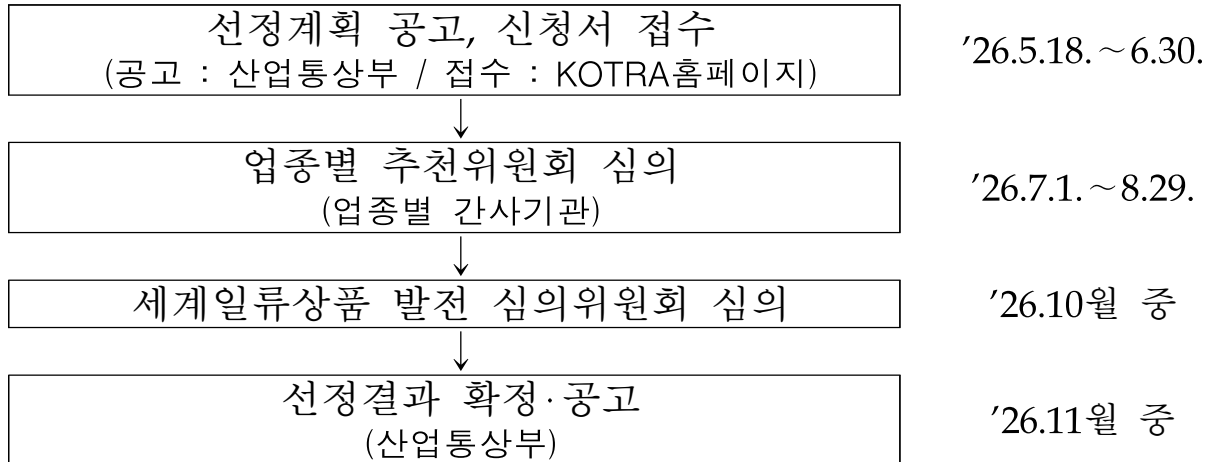 선정계획 공고, 신청서 접수
(공고 : 산업통상부 / 접수 : KOTRA홈페이지)
’26.5.18.～6.30.
업종별 추천위원회 심의
(업종별 간사기관)
’26.7.1.～8.29.
세계일류상품 발전 심의위원회 심의
’26.10월 중
선정결과 확정·공고
(산업통상부)
’26.11월 중